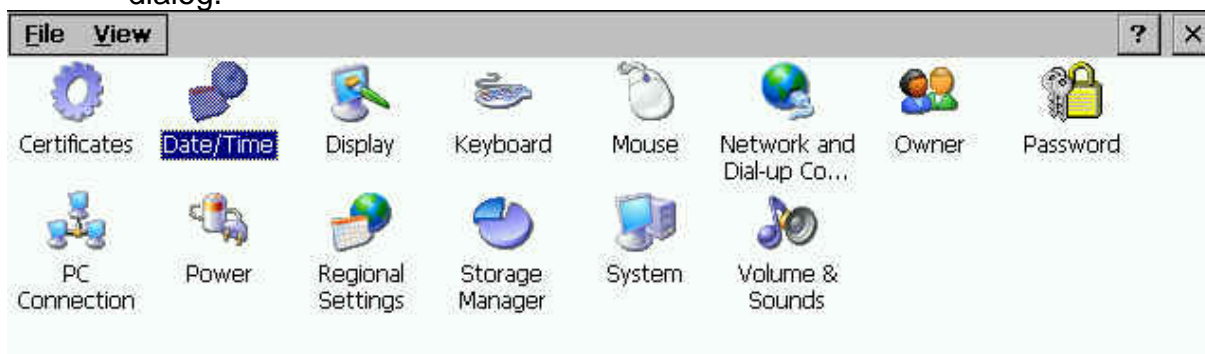 dialog.
File View ? ×
Certificates Date/Time Display Keyboard Mouse Network and Dial-up Co... Owner Password
PC Connection Power Regional Settings Storage Manager System Volume & Sounds